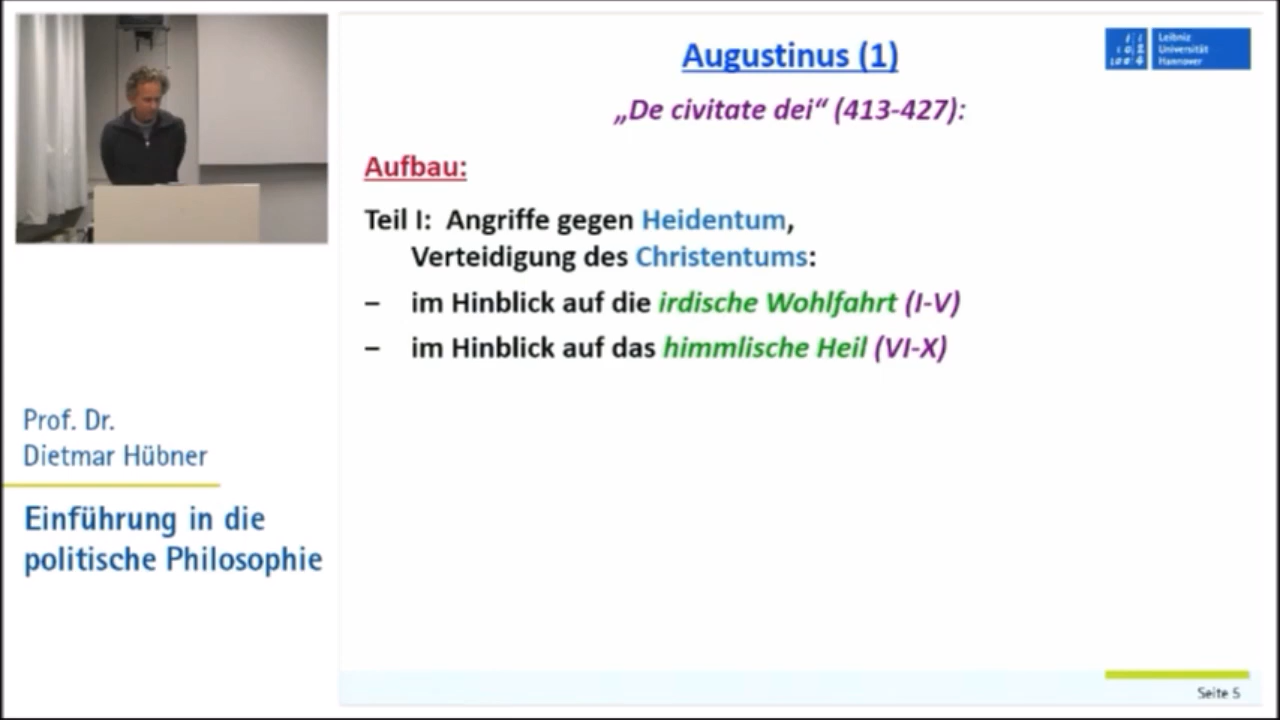 Augustinus (1)
Leibniz
Universität
Hannover
„De civitate dei“ (413-427):
Aufbau:
Teil I: Angriffe gegen Heidentum,
Verteidigung des Christentums:
– im Hinblick auf die irdische Wohlfahrt (I-V)
– im Hinblick auf das himmlische Heil (VI-X)
Prof. Dr.
Dietmar Hübner
Einführung in die
politische Philosophie
Seite 5